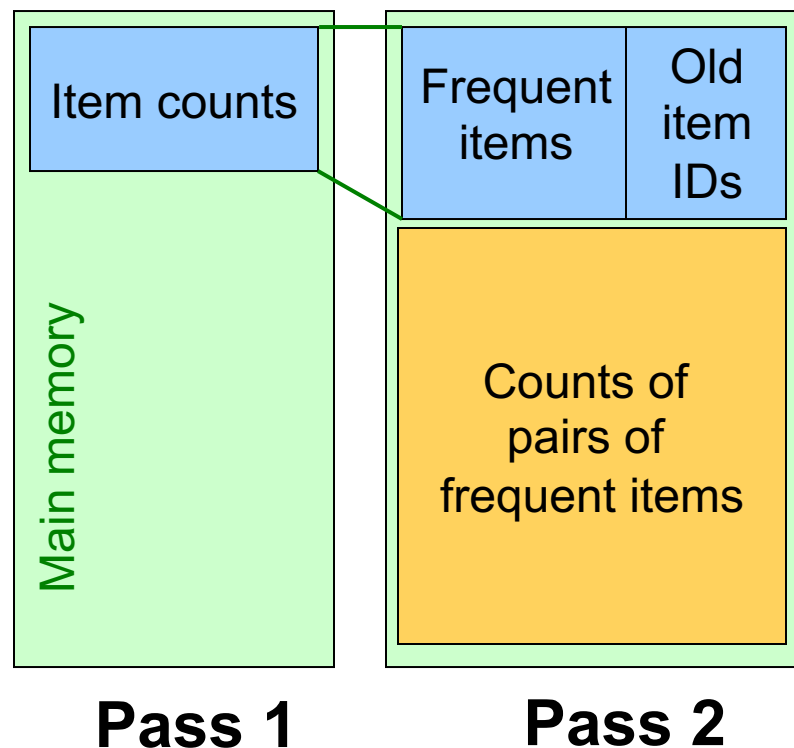 Item counts
Main memory
Frequent
items
Old
item
IDs
Counts of
pairs of
frequent items
Pass 1
Pass 2